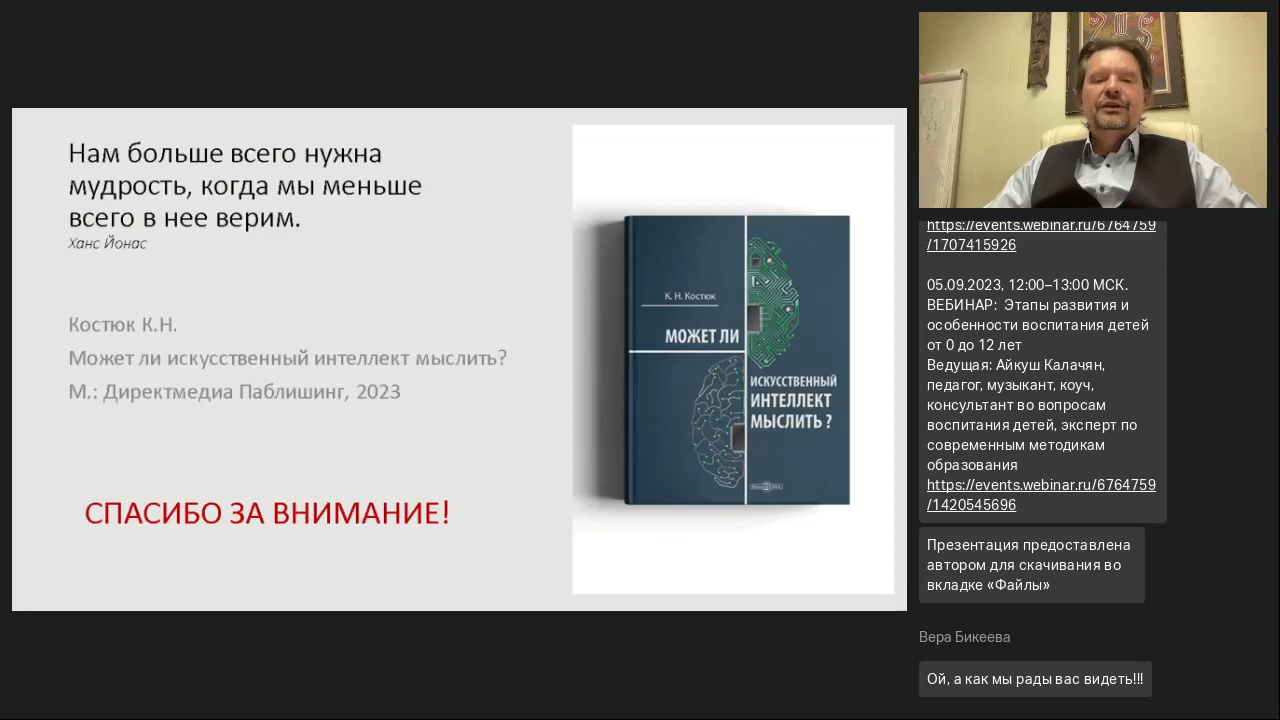 Нам больше всего нужна
мудрость, когда мы меньше
всего в нее верим.
Ханс Йонас
Костюк К.Н.
Может ли искусственный интеллект мыслить?
М.: Директмедиа Паблишинг, 2023
СПАСИБО ЗА ВНИМАНИЕ!
К. Н. Костюк
МОЖЕТ ЛИ
ИСКУССТВЕННЫЙ
ИНТЕЛЛЕКТ
МЫСЛИТЬ ?
https://events.webinar.ru/6764759
/1707415926
05.09.2023, 12:00–13:00 МСК.
ВЕБИНАР: Этапы развития и
особенности воспитания детей
от 0 до 12 лет
Ведущая: Айкуш Калачян,
педагог, музыкант, коуч,
консультант во вопросам
воспитания детей, эксперт по
современным методикам
образования
https://events.webinar.ru/6764759
/1420545696
Презентация предоставлена
автором для скачивания во
вкладке «Файлы»
Вера Бикеева
Ой, а как мы рады вас видеть!!!